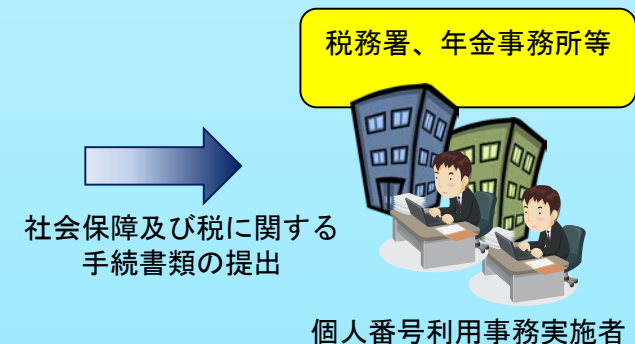 税務署、年金事務所等
社会保障及び税に関する
手続書類の提出
個人番号利用事務実施者